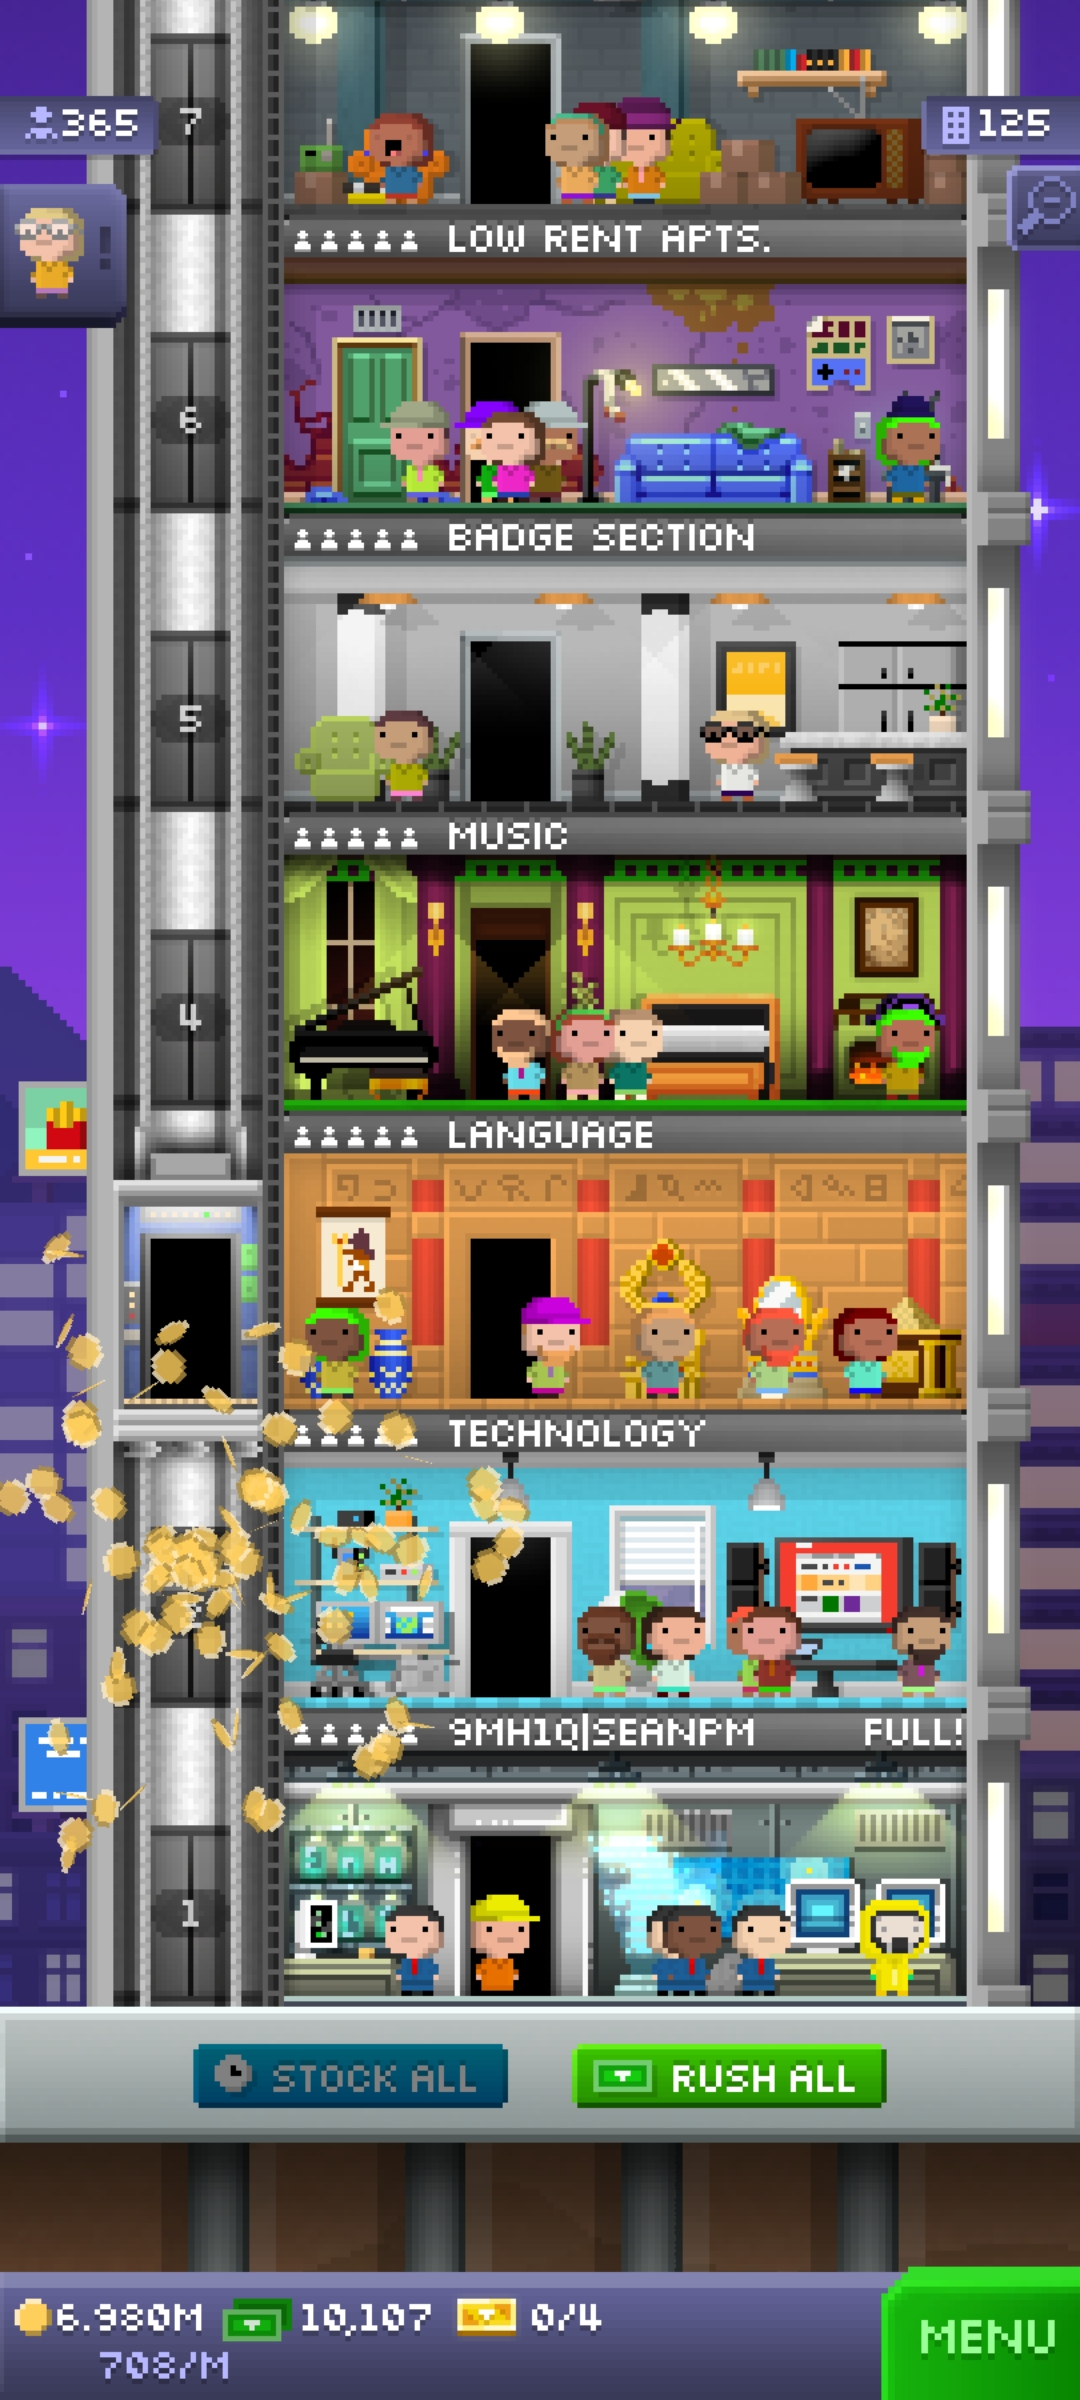 7
365
125
LOW RENT APTS.
6
BADGE SECTION
5
MUSIC
4
LANGUAGE
TECHNOLOGY
9MH1Q|SEANPM FULL!
1
STOCK ALL
RUSH ALL
6.980M 10,107 0/4
708/M
MENU